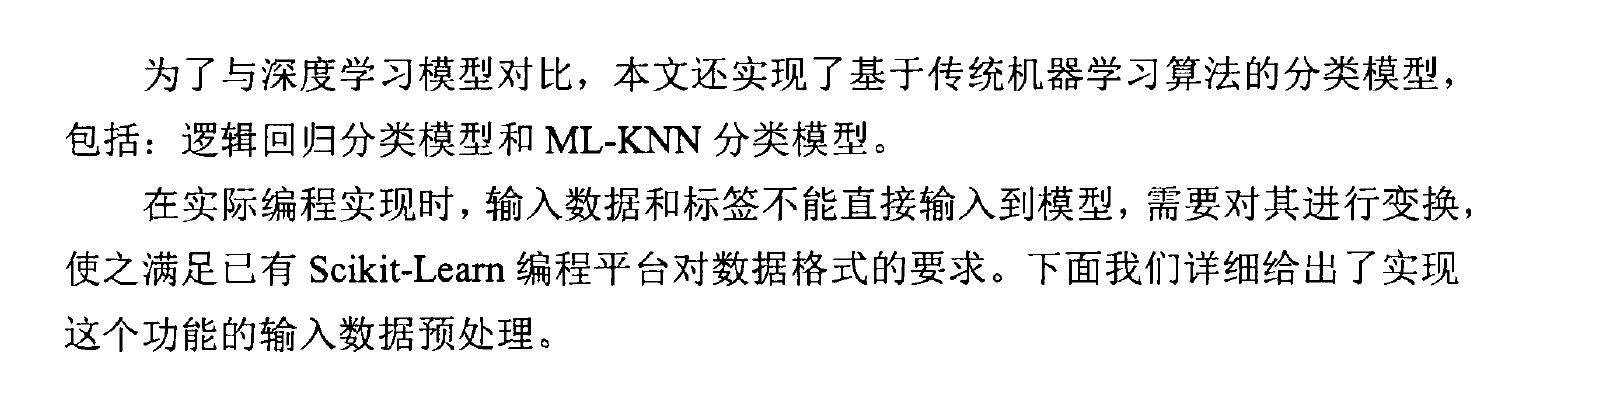 为了与深度学习模型对比，本文还实现了基于传统机器学习算法的分类模型，
包括：逻辑回归分类模型和 ML-KNN 分类模型。
在实际编程实现时，输入数据和标签不能直接输入到模型，需要对其进行变换，
使之满足已有 Scikit-Learn 编程平台对数据格式的要求。下面我们详细给出了实现
这个功能的输入数据预处理。